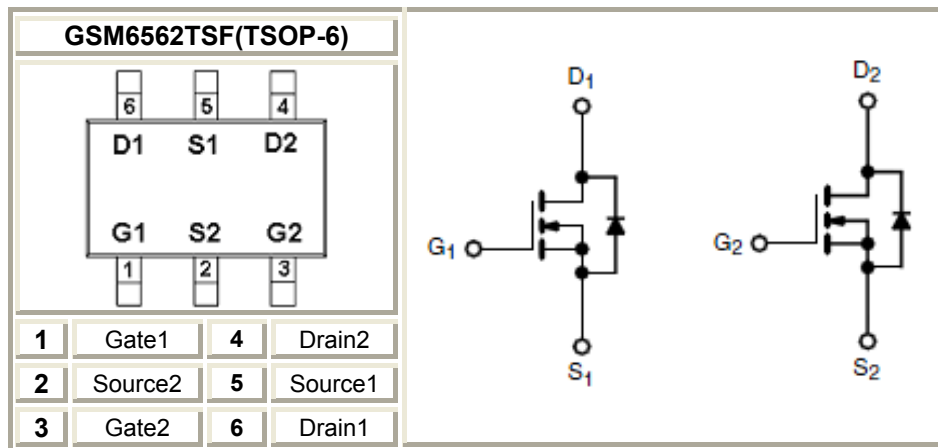 GSM6562TSF(TSOP-6)
6 5 4
D1 S1 D2
G1 S2 G2
1 2 3
1 Gate1 4 Drain2
2 Source2 5 Source1
3 Gate2 6 Drain1
D1
G1
S1
D2
G2
S2